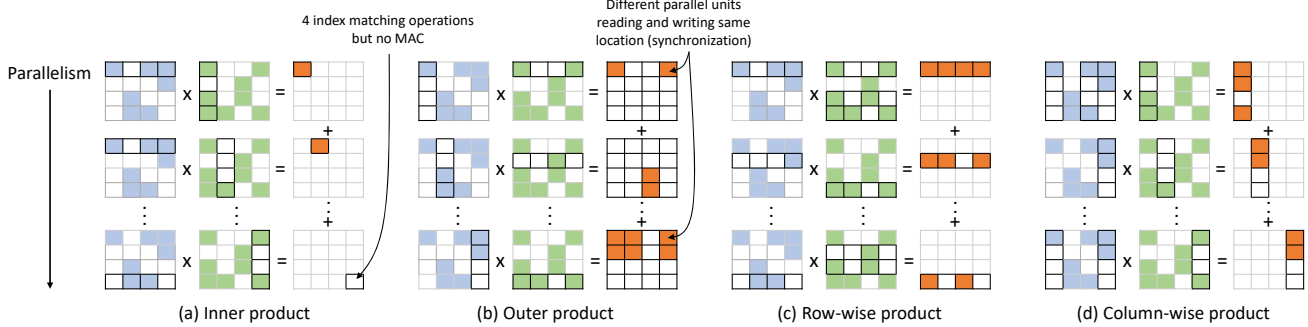 4 index matching operations
but no MAC
Different parallel units
reading and writing same
location (synchronization)
Parallelism
x = x = x = x =
+ + + +
x = x = x = x =
⋮ ⋮ + ⋮ ⋮ + ⋮ ⋮ + ⋮ ⋮ +
x = x = x = x =
(a) Inner product
(b) Outer product
(c) Row-wise product
(d) Column-wise product